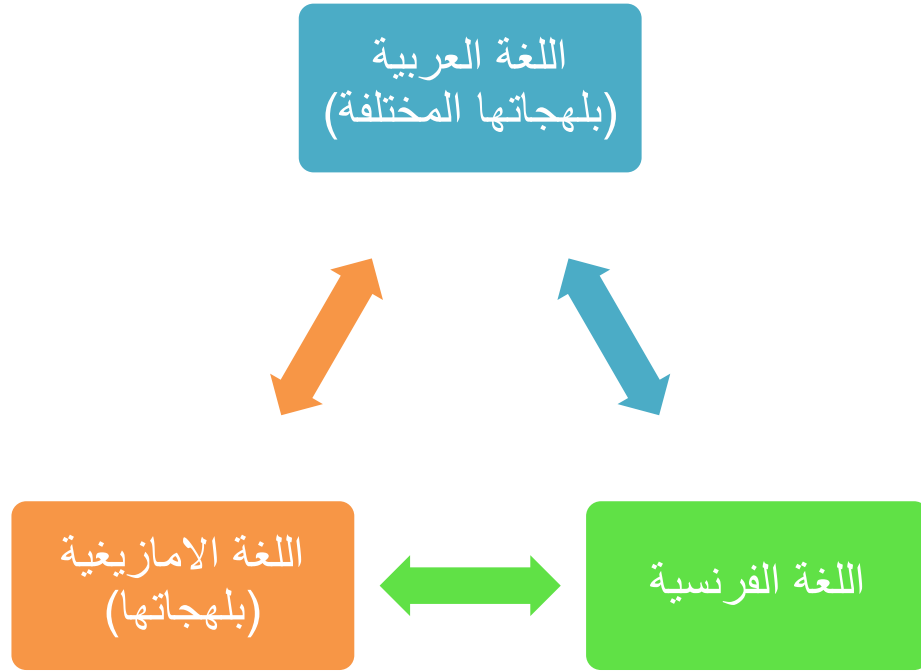 اللغة العربية
(بلهجاتها المختلفة)
اللغة الفرنسية
اللغة الامازيغية
(بلهجاتها)